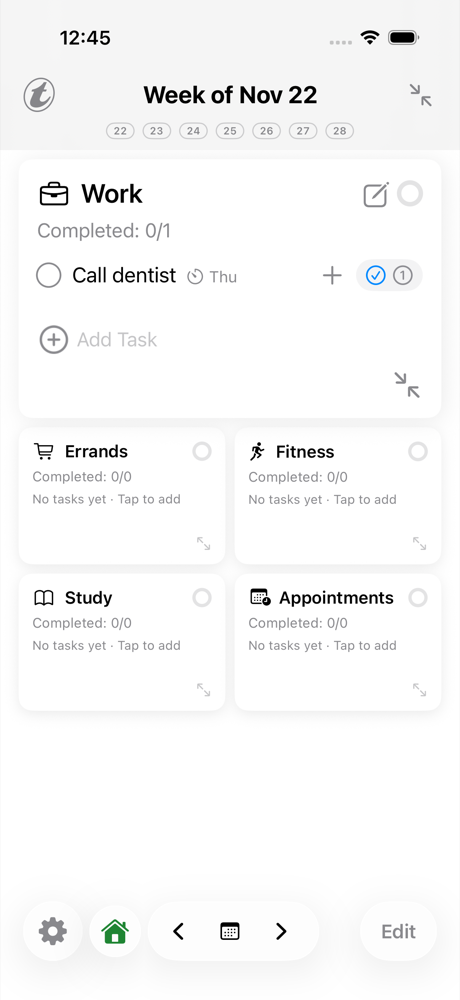 12:45
t
Week of Nov 22
22 23 24 25 26 27 28
Work
Completed: 0/1
Call dentist Thu
1
Add Task
Errands
Completed: 0/0
No tasks yet · Tap to add
Fitness
Completed: 0/0
No tasks yet · Tap to add
Study
Completed: 0/0
No tasks yet · Tap to add
Appointments
Completed: 0/0
No tasks yet · Tap to add
Edit